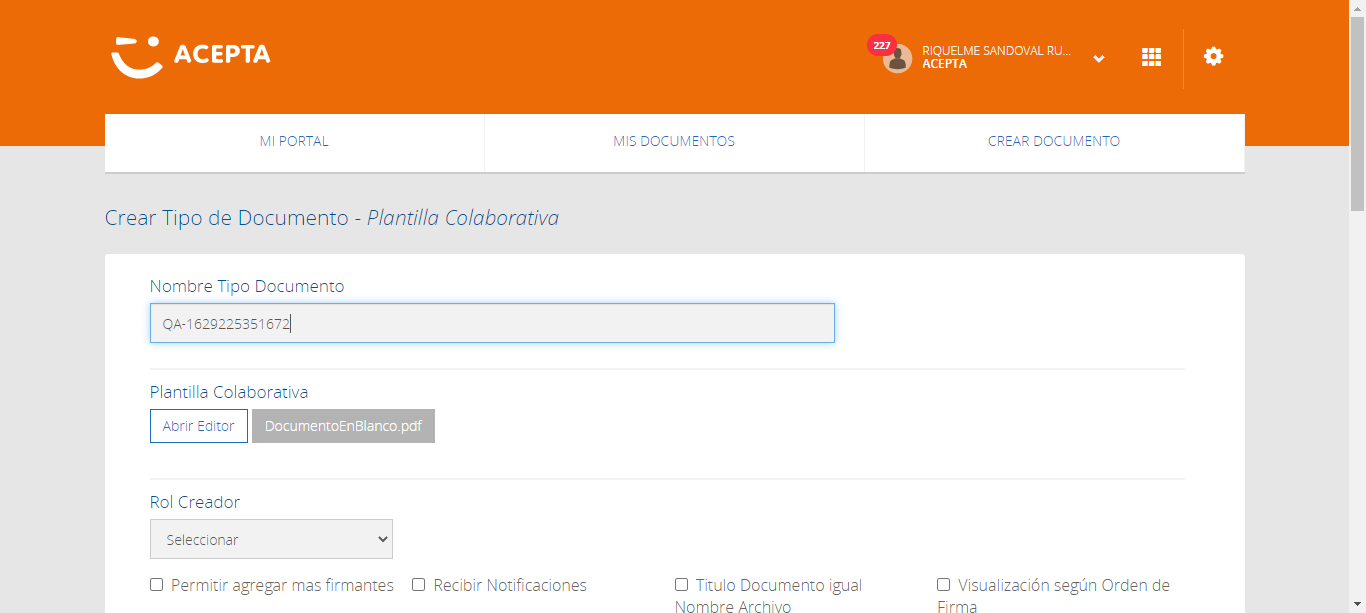 ACEPTA
227
RIQUELME SANDOVAL RU...
ACEPTA
MI PORTAL
MIS DOCUMENTOS
CREAR DOCUMENTO
Crear Tipo de Documento - Plantilla Colaborativa
Nombre Tipo Documento
QA-1629225351672
Plantilla Colaborativa
Abrir Editor
DocumentoEnBlanco.pdf
Rol Creador
Seleccionar
Permitir agregar mas firmantes
Recibir Notificaciones
Titulo Documento igual
Nombre Archivo
Visualización según Orden de
Firma